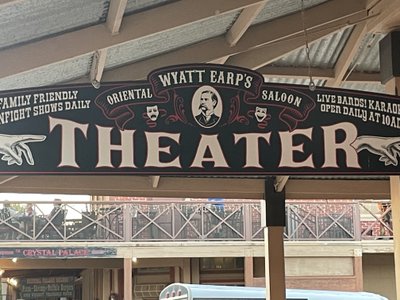 WYATT EARP'S
ORIENTAL SALOON
FAMILY FRIENDLY
GUNFIGHT SHOWS DAILY
LIVE BANDS! KARAOKE
OPEN DAILY AT 10AM
THEATER
CRYSTAL PALACE